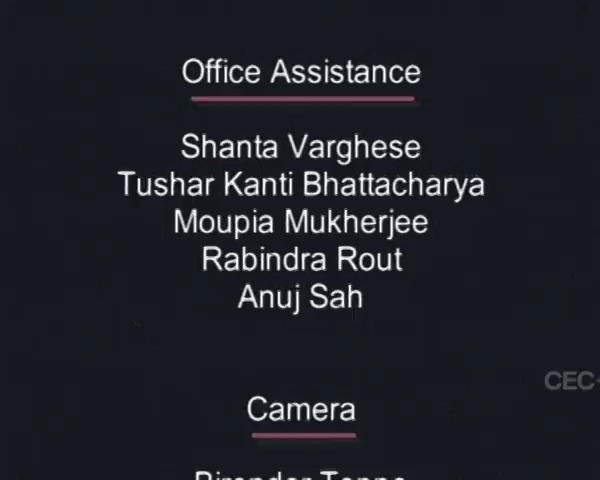 Office Assistance
Shanta Varghese
Tushar Kanti Bhattacharya
Moupia Mukherjee
Rabindra Rout
Anuj Sah
CEC
Camera